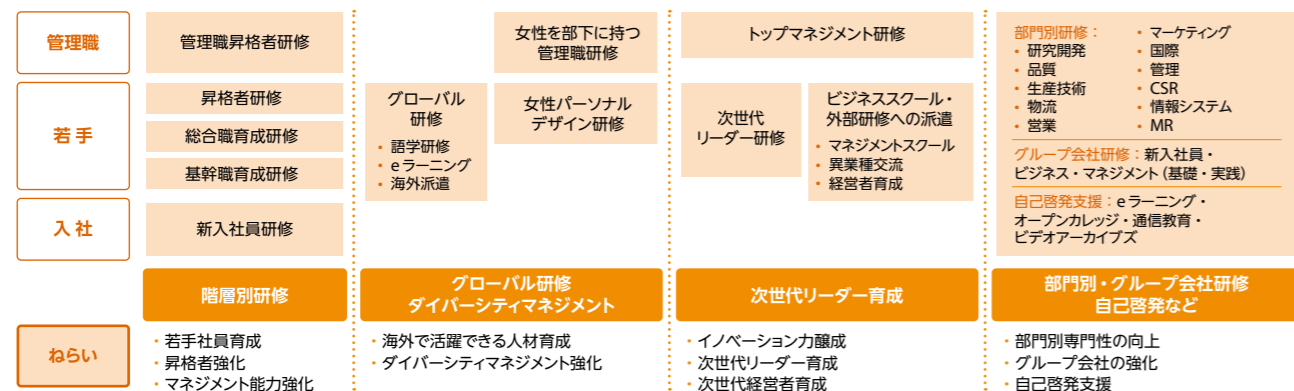 管理職
管理職昇格者研修
女性を部下に持つ
管理職研修
トップマネジメント研修
若手
昇格者研修
総合職育成研修
基幹職育成研修
グローバル
研修
・語学研修
・eラーニング
・海外派遣
女性パーソナル
デザイン研修
次世代
リーダー研修
ビジネススクール・
外部研修への派遣
・マネジメントスクール
・異業種交流
・経営者育成
入社
新入社員研修
部門別研修：
・研究開発
・品質
・生産技術
・物流
・営業
・マーケティング
・国際
・管理
・CSR
・情報システム
・MR
グループ会社研修：新入社員・
ビジネス・マネジメント（基礎・実践）
自己啓発支援：eラーニング・
オープンカレッジ・通信教育・
ビデオアーカイブズ
階層別研修
グローバル研修
ダイバーシティマネジメント
次世代リーダー育成
部門別・グループ会社研修
自己啓発など
ねらい
・若手社員育成
・昇格者強化
・マネジメント能力強化
・海外で活躍できる人材育成
・ダイバーシティマネジメント強化
・イノベーション力醸成
・次世代リーダー育成
・次世代経営者育成
・部門別専門性の向上
・グループ会社の強化
・自己啓発支援